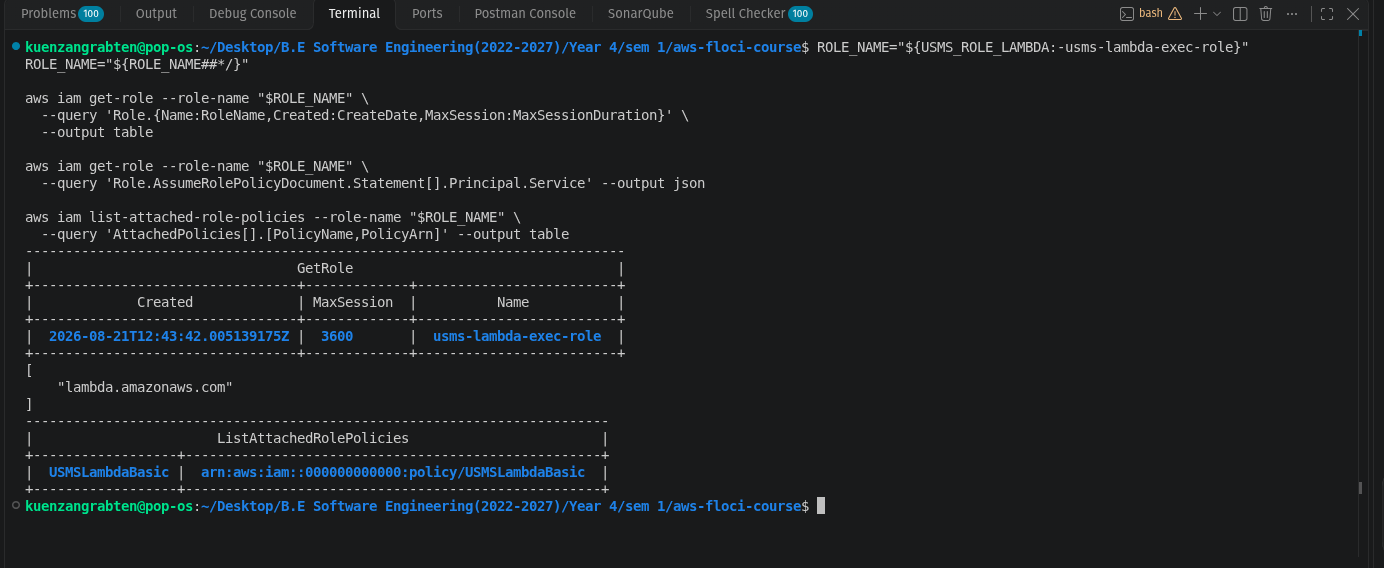 Problems 100 Output Debug Console Terminal Ports Postman Console SonarQube Spell Checker 100 bash
kuenzangrabten@pop-os:~/Desktop/B.E Software Engineering(2022-2027)/Year 4/sem 1/aws-floci-course$ ROLE_NAME="${USMS_ROLE_LAMBDA:-usms-lambda-exec-role}"
ROLE_NAME="${ROLE_NAME##*/}"
aws iam get-role --role-name "$ROLE_NAME" \
  --query 'Role.{Name:RoleName,Created:CreateDate,MaxSession:MaxSessionDuration}' \
  --output table
aws iam get-role --role-name "$ROLE_NAME" \
  --query 'Role.AssumeRolePolicyDocument.Statement[].Principal.Service' --output json
aws iam list-attached-role-policies --role-name "$ROLE_NAME" \
  --query 'AttachedPolicies[].[PolicyName,PolicyArn]' --output table
--------------------------------------------------------------------------
|                                 GetRole                                |
+---------------------------------+-------------+-------------------------+
|             Created             | MaxSession  |          Name           |
+---------------------------------+-------------+-------------------------+
|  2026-08-21T12:43:42.005139175Z |  3600       |  usms-lambda-exec-role  |
+---------------------------------+-------------+-------------------------+
[
    "lambda.amazonaws.com"
]
------------------------------------------------------------------------
|                       ListAttachedRolePolicies                        |
+------------------+----------------------------------------------------+
|  USMSLambdaBasic |  arn:aws:iam::000000000000:policy/USMSLambdaBasic  |
+------------------+----------------------------------------------------+
kuenzangrabten@pop-os:~/Desktop/B.E Software Engineering(2022-2027)/Year 4/sem 1/aws-floci-course$